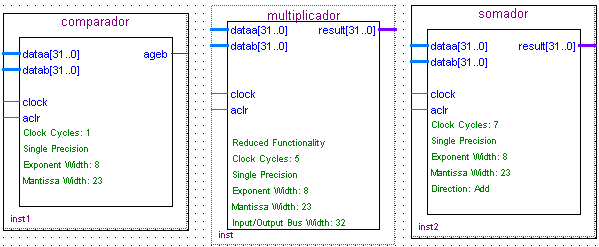 comparador
dataa[31..0] ageb
datab[31..0]
clock
aclr
Clock Cycles: 1
Single Precision
Exponent Width: 8
Mantissa Width: 23
inst1
multiplicador
dataa[31..0] result[31..0]
datab[31..0]
clock
aclr
Reduced Functionality
Clock Cycles: 5
Single Precision
Exponent Width: 8
Mantissa Width: 23
Input/Output Bus Width: 32
inst
somador
dataa[31..0] result[31..0]
datab[31..0]
clock
aclr
Clock Cycles: 7
Single Precision
Exponent Width: 8
Mantissa Width: 23
Direction: Add
inst2